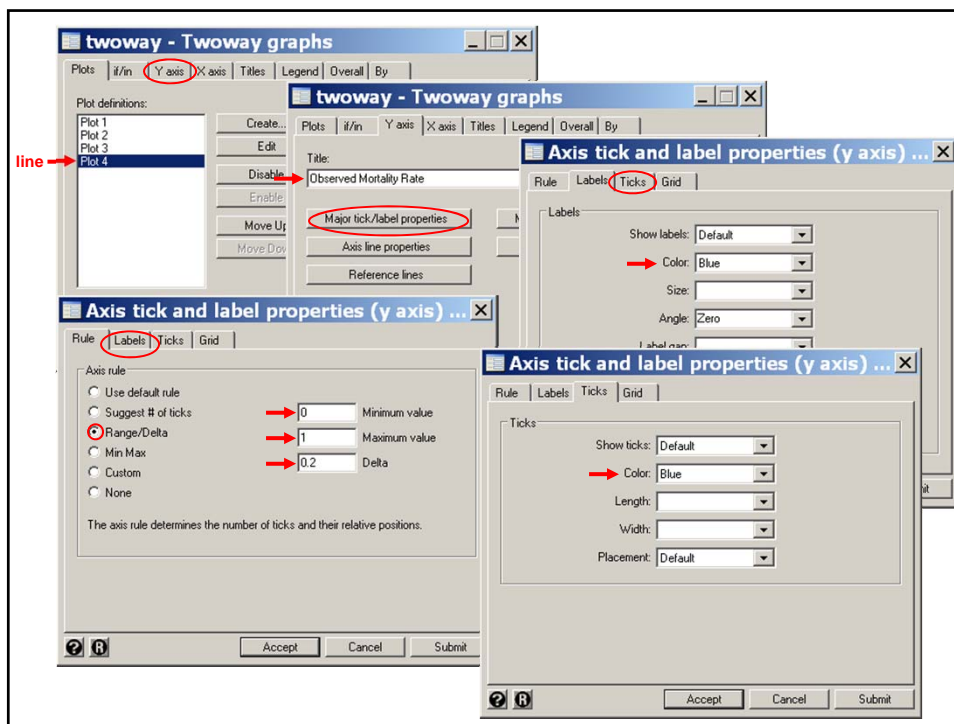 twoway - Twoway graphs
Plots if/in Y axis X axis Titles Legend Overall By
Plot definitions:
Plot 1
Plot 2
Plot 3
Plot 4
line
Create...
Edit
Disable
Enable
Move Up
twoway - Twoway graphs
Plots if/in Y axis X axis Titles Legend Overall By
Title:
Observed Mortality Rate
Major tick/label properties
Axis line properties
Reference lines
Axis tick and label properties (y axis) ...
Rule Labels Ticks Grid
Labels
Show labels: Default
Color: Blue
Size:
Angle: Zero
Label gap:
Axis tick and label properties (y axis) ...
Rule Labels Ticks Grid
Axis rule
Use default rule
Suggest # of ticks
Range/Delta
Min Max
Custom
None
0 Minimum value
1 Maximum value
0.2 Delta
The axis rule determines the number of ticks and their relative positions.
Accept Cancel Submit
Axis tick and label properties (y axis) ...
Rule Labels Ticks Grid
Ticks
Show ticks: Default
Color: Blue
Length:
Width:
Placement: Default
Accept Cancel Submit